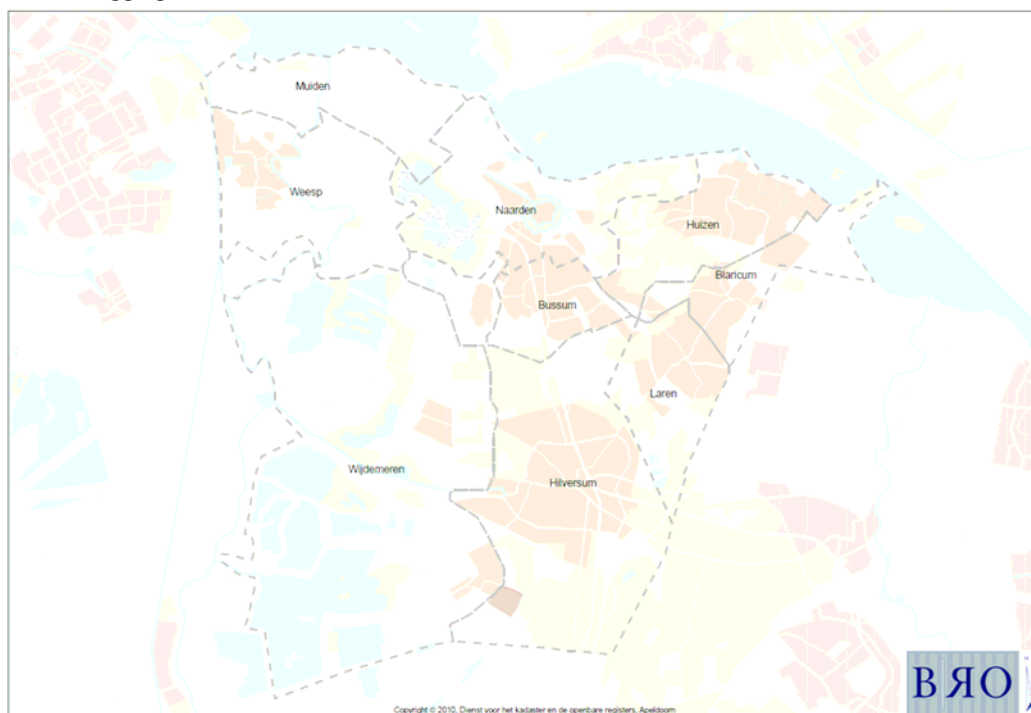 Muiden
Weesp
Naarden
Huizen
Blaricum
Bussum
Laren
Wijdemeren
Hilversum
BЯO
Copyright © 2010, Dienst voor het kadaster en de openbare registers, Apeldoorn